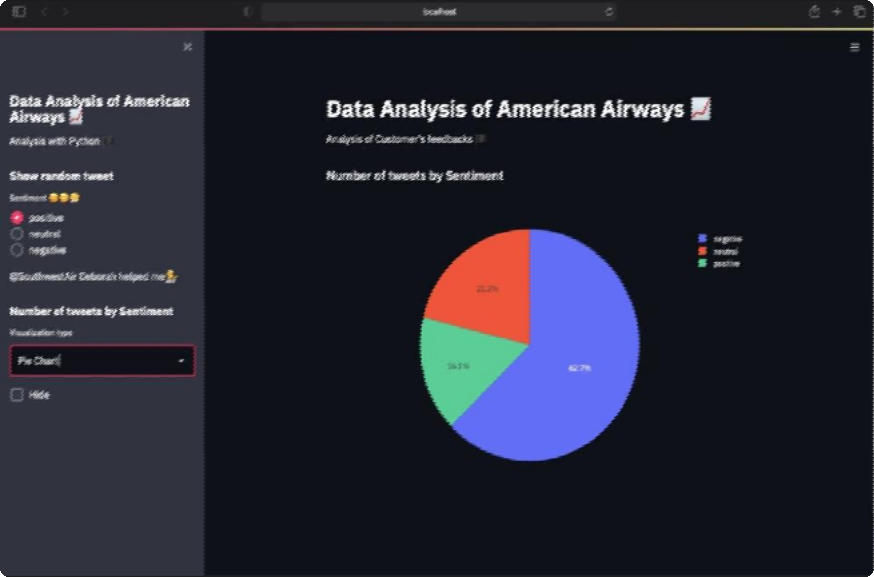 localhost
Data Analysis of American
Airways 📈
Analysis with Python
Show random tweet
Sentiment
positive
neutral
negative
@SouthwestAir Deborah helped me
Number of tweets by Sentiment
Visualization type
Pie Chart
Hide
Data Analysis of American Airways 📈
Analysis of Customer's feedbacks
Number of tweets by Sentiment
negative
neutral
positive
62.7%